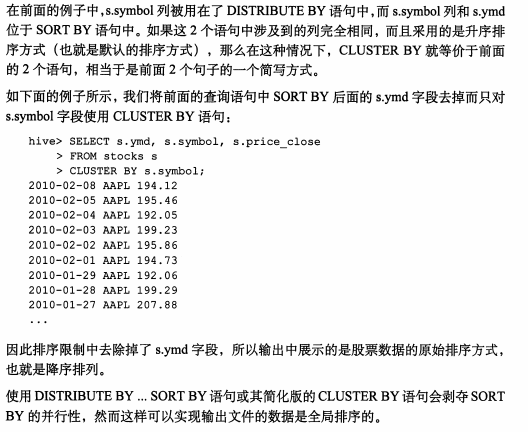 在前面的例子中,s.symbol 列被用在了 DISTRIBUTE BY 语句中,而 s.symbol 列和 s.ymd
位于 SORT BY 语句中。如果这 2 个语句中涉及到的列完全相同,而且采用的是升序排
序方式(也就是默认的排序方式),那么在这种情况下,CLUSTER BY 就等价于前面
的 2 个语句,相当于是前面 2 个句子的一个简写方式。
如下面的例子所示,我们将前面的查询语句中 SORT BY 后面的 s.ymd 字段去掉而只对
s.symbol 字段使用 CLUSTER BY 语句:
hive> SELECT s.ymd, s.symbol, s.price_close
> FROM stocks s
> CLUSTER BY s.symbol;
2010-02-08 AAPL 194.12
2010-02-05 AAPL 195.46
2010-02-04 AAPL 192.05
2010-02-03 AAPL 199.23
2010-02-02 AAPL 195.86
2010-02-01 AAPL 194.73
2010-01-29 AAPL 192.06
2010-01-28 AAPL 199.29
2010-01-27 AAPL 207.88
...
因此排序限制中去除掉了 s.ymd 字段,所以输出中展示的是股票数据的原始排序方式,
也就是降序排列。
使用 DISTRIBUTE BY ... SORT BY 语句或其简化版的 CLUSTER BY 语句会剥夺 SORT
BY 的并行性,然而这样可以实现输出文件的数据是全局排序的。